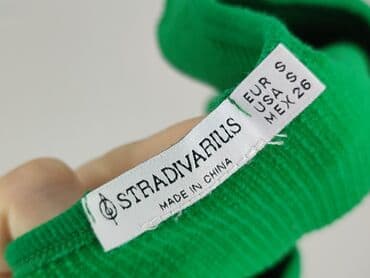 STRADIVARIUS
MADE IN CHINA
EUR S
USA S
MEX 26